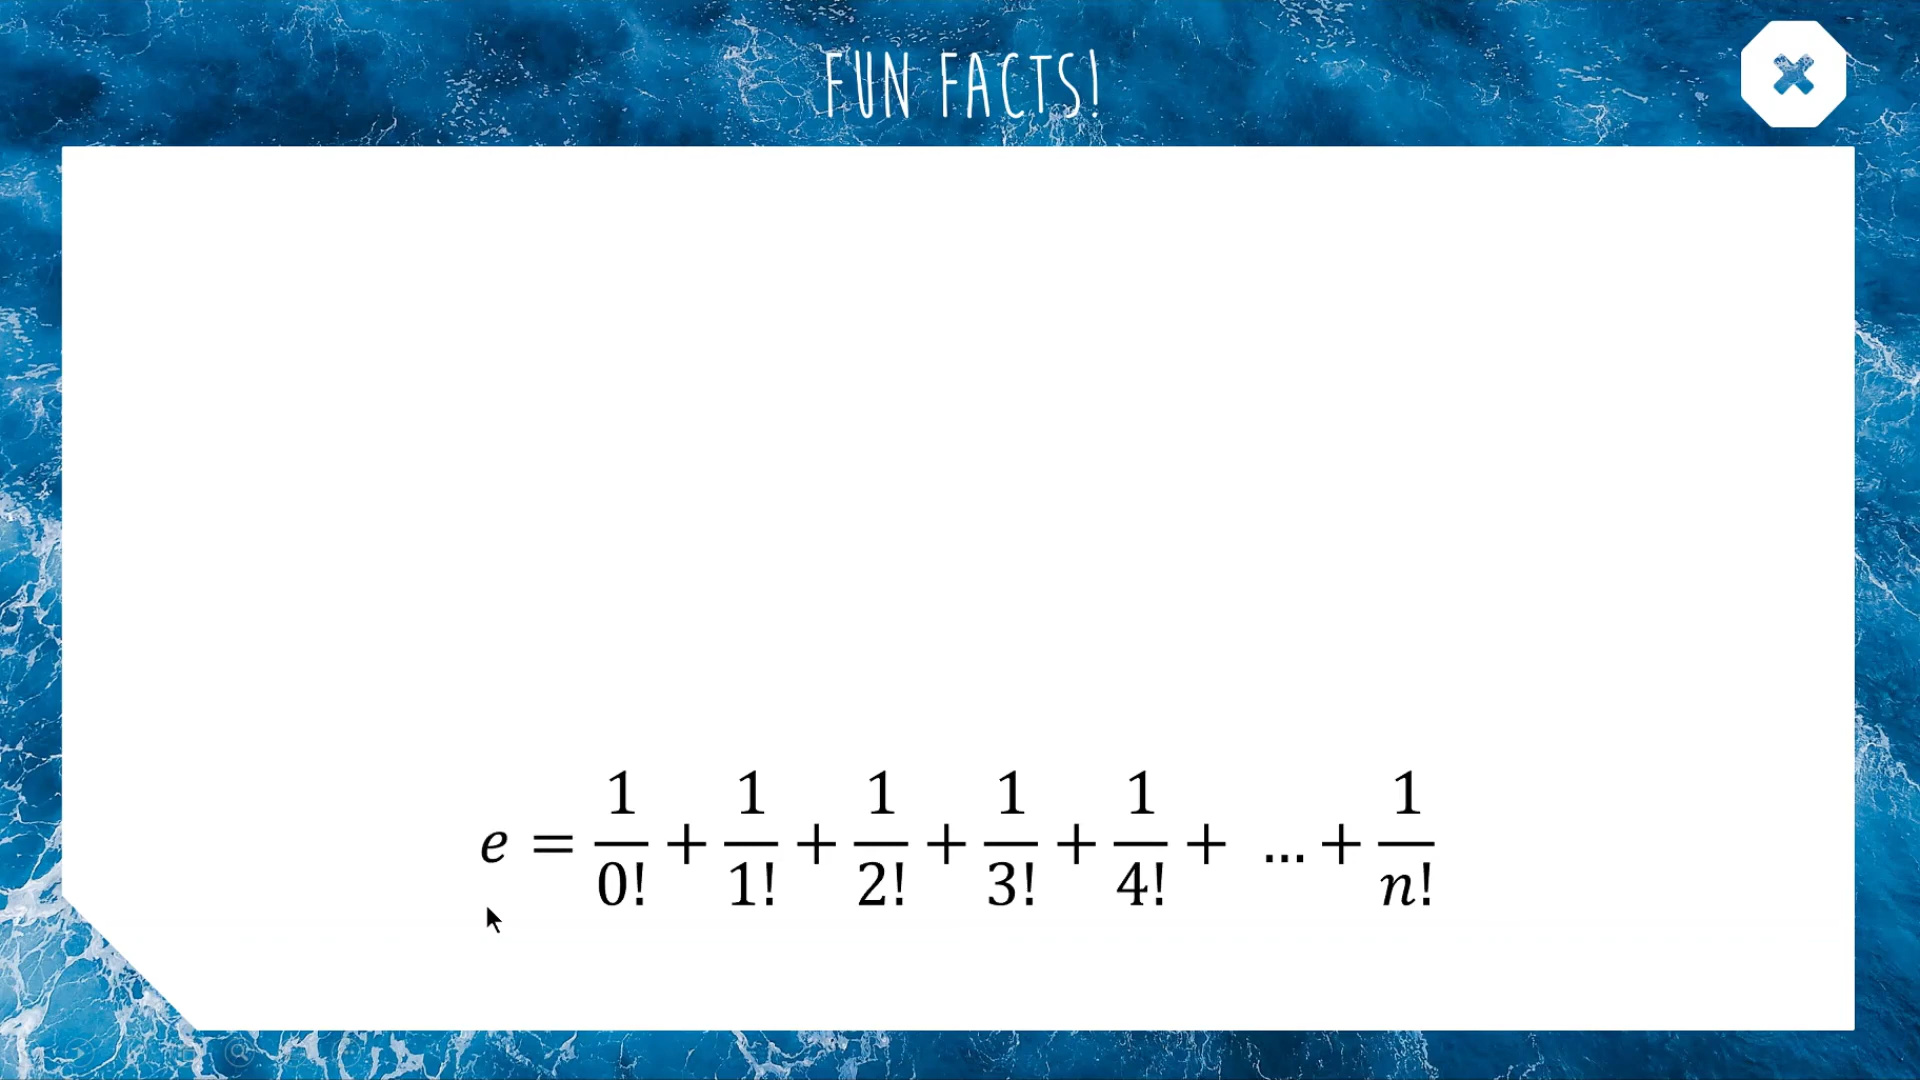 FUN FACTS!
e = 1/0! + 1/1! + 1/2! + 1/3! + 1/4! + ... + 1/n!